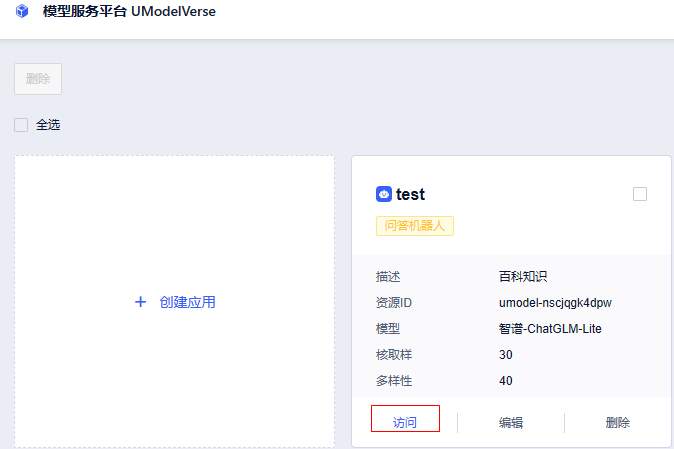 模型服务平台 UModelVerse
删除
全选
创建应用
test
问答机器人
描述 百科知识
资源ID umodel-nscjqgk4dpw
模型 智谱-ChatGLM-Lite
核取样 30
多样性 40
访问 编辑 删除